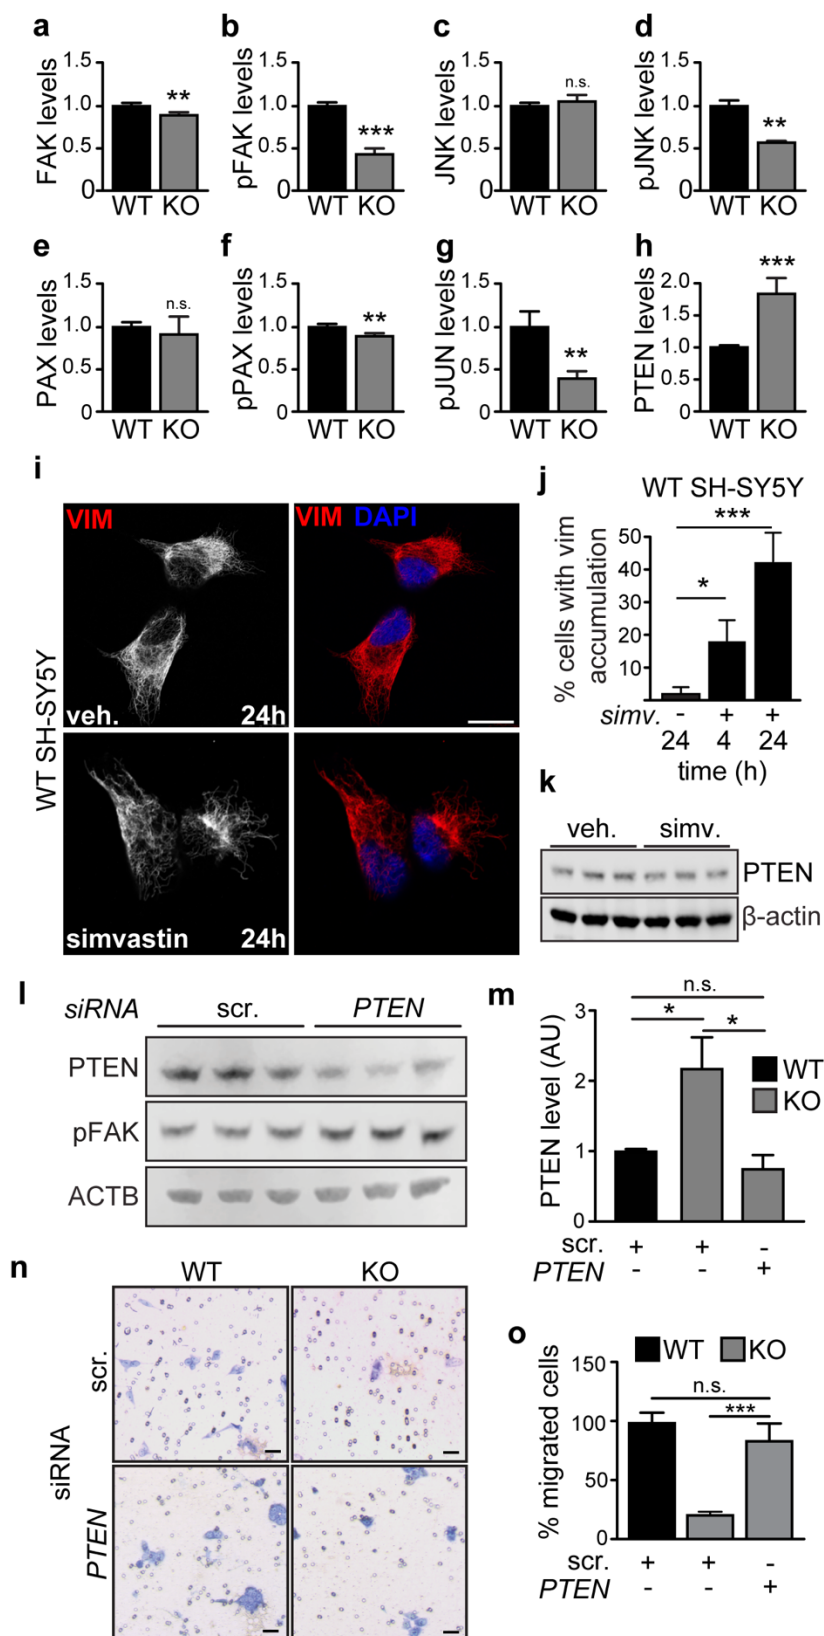 a
FAK levels
1.5
1.0
0.5
0
**
WT KO
b
pFAK levels
1.5
1.0
0.5
0
***
WT KO
c
JNK levels
1.5
1.0
0.5
0
n.s.
WT KO
d
pJNK levels
1.5
1.0
0.5
0
**
WT KO
e
PAX levels
1.5
1.0
0.5
0
n.s.
WT KO
f
pPAX levels
1.5
1.0
0.5
0
**
WT KO
g
pJUN levels
1.5
1.0
0.5
0
**
WT KO
h
PTEN levels
2.0
1.5
1.0
0.5
0
***
WT KO
i
WT SH-SY5Y
VIM
VIM DAPI
veh. 24h
simvastin 24h
j
WT SH-SY5Y
% cells with vim
accumulation
50
40
30
20
10
***
*
simv. - + +
24 4 24
time (h)
k
veh. simv.
PTEN
β-actin
l
siRNA scr. PTEN
PTEN
pFAK
ACTB
m
PTEN level (AU)
3
2
1
0
n.s.
* *
WT
KO
scr. + + -
PTEN - - +
n
WT KO
siRNA
scr.
PTEN
o
WT KO
% migrated cells
150
100
50
0
n.s.
***
scr. + + -
PTEN - - +